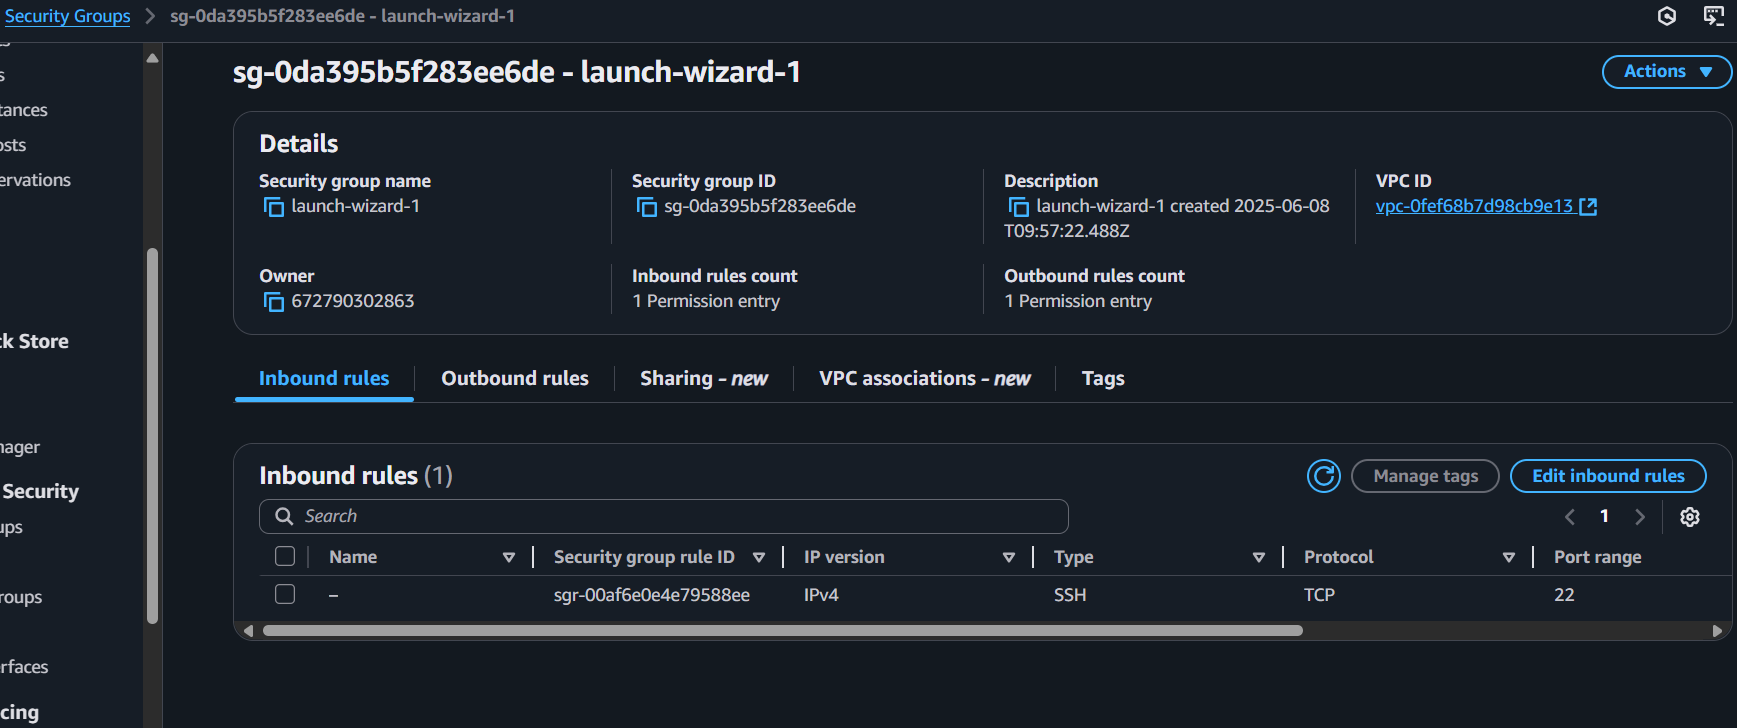 Security Groups > sg-0da395b5f283ee6de - launch-wizard-1
s
tances
osts
ervations
ck Store
nager
Security
ups
roups
rfaces
cing
sg-0da395b5f283ee6de - launch-wizard-1
Actions
Details
Security group name
launch-wizard-1
Security group ID
sg-0da395b5f283ee6de
Description
launch-wizard-1 created 2025-06-08
T09:57:22.488Z
VPC ID
vpc-0fef68b7d98cb9e13
Owner
672790302863
Inbound rules count
1 Permission entry
Outbound rules count
1 Permission entry
Inbound rules
Outbound rules
Sharing - new
VPC associations - new
Tags
Inbound rules (1)
Manage tags
Edit inbound rules
Search
1
Name Security group rule ID IP version Type Protocol Port range
– sgr-00af6e0e4e79588ee IPv4 SSH TCP 22